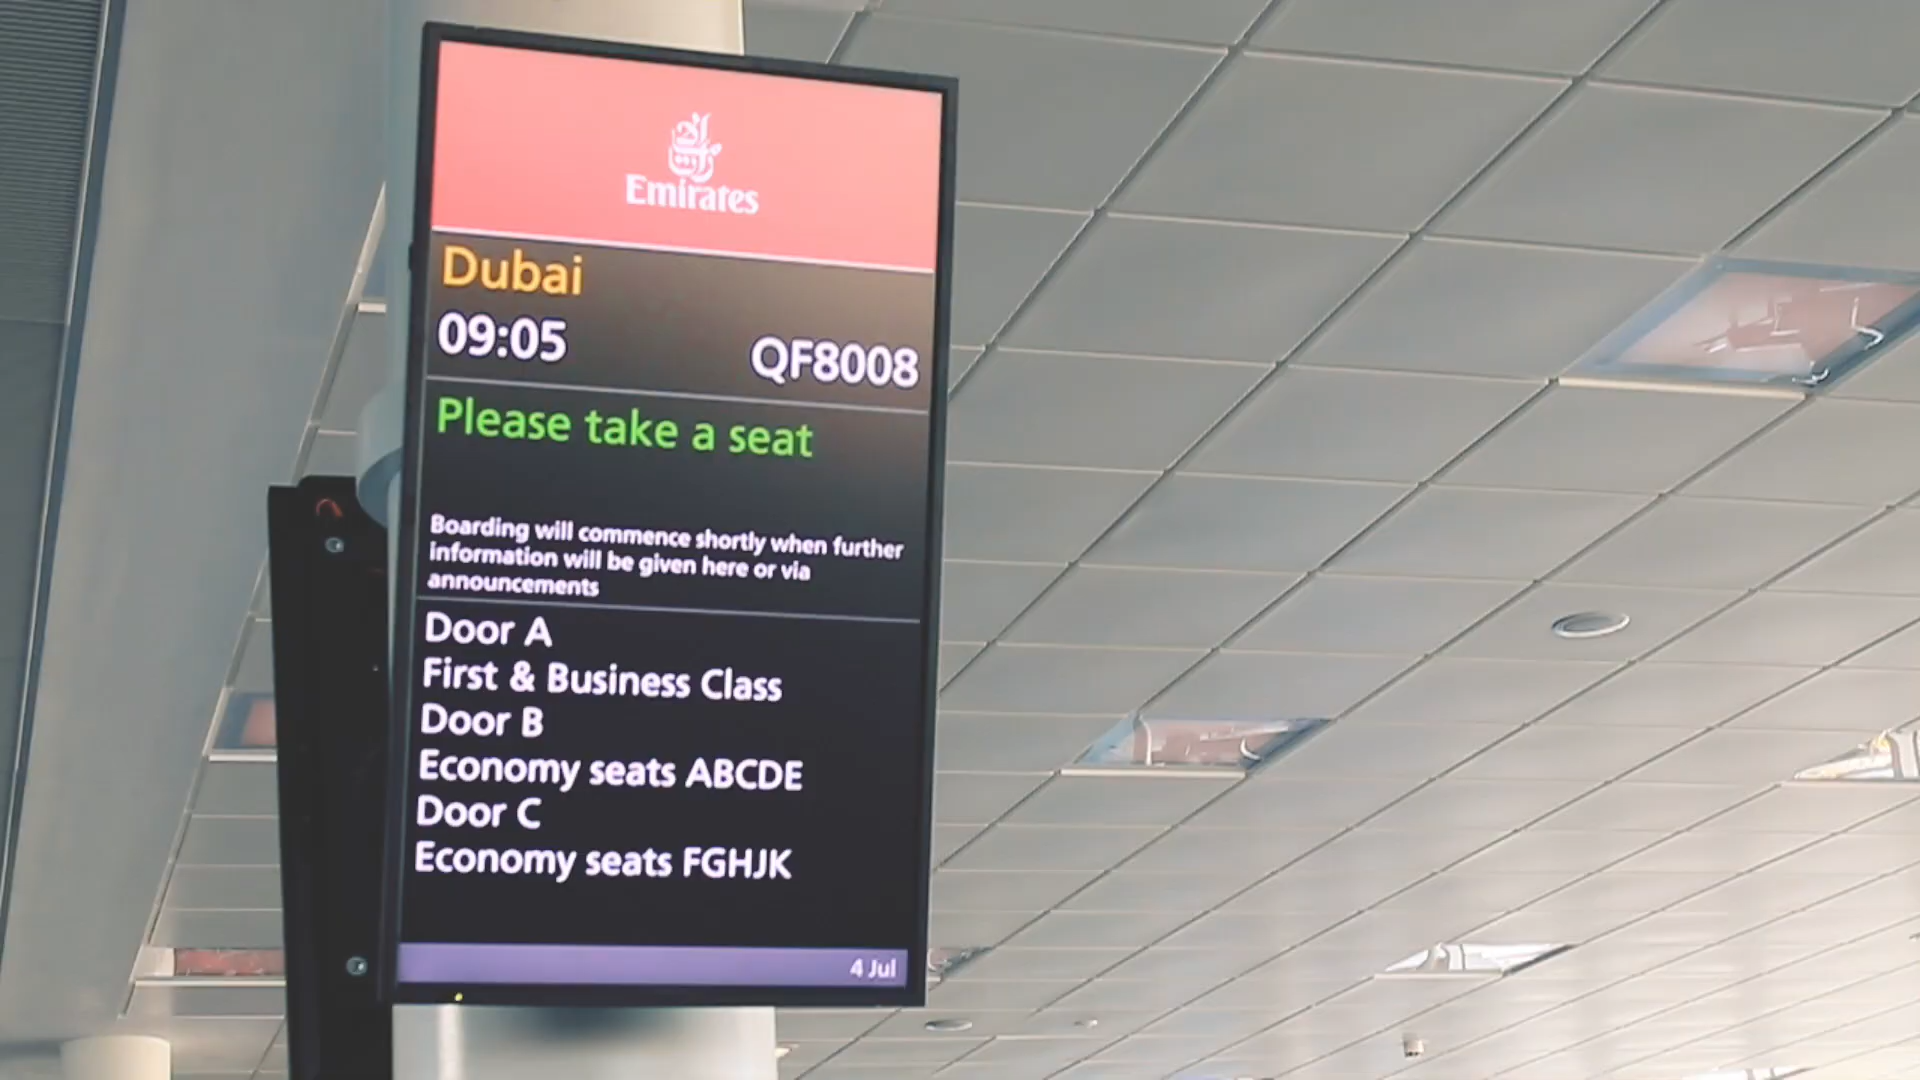 Emirates
Dubai
09:05 QF8008
Please take a seat
Boarding will commence shortly when further
information will be given here or via
announcements
Door A
First & Business Class
Door B
Economy seats ABCDE
Door C
Economy seats FGHJK
4 Jul